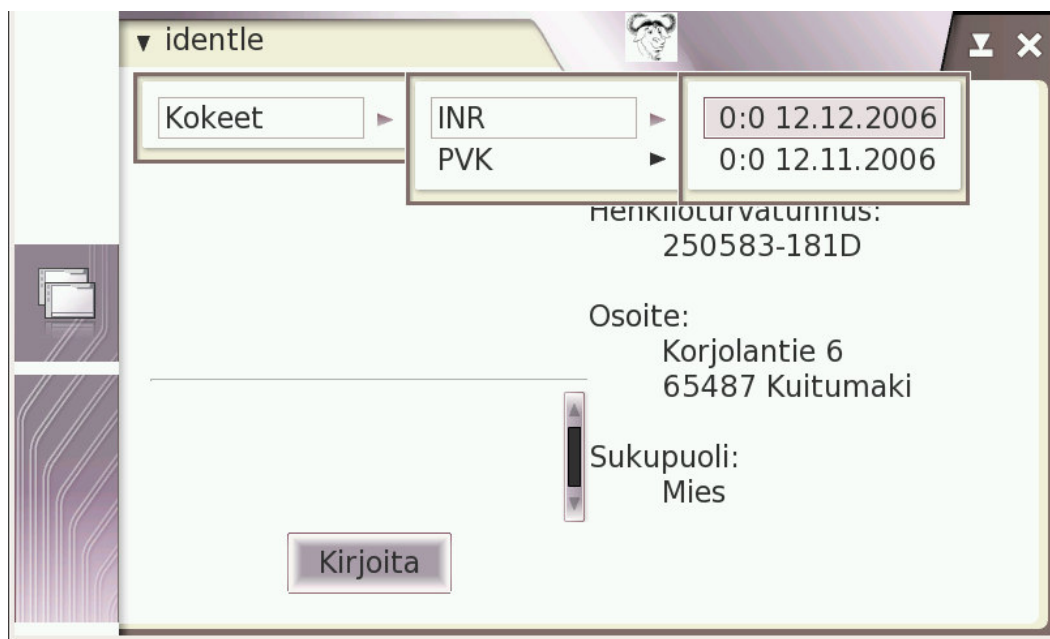 identle
Kokeet
INR
PVK
0:0 12.12.2006
0:0 12.11.2006
Henkilöturvatunnus:
250583-181D
Osoite:
Korjolantie 6
65487 Kuitumaki
Sukupuoli:
Mies
Kirjoita